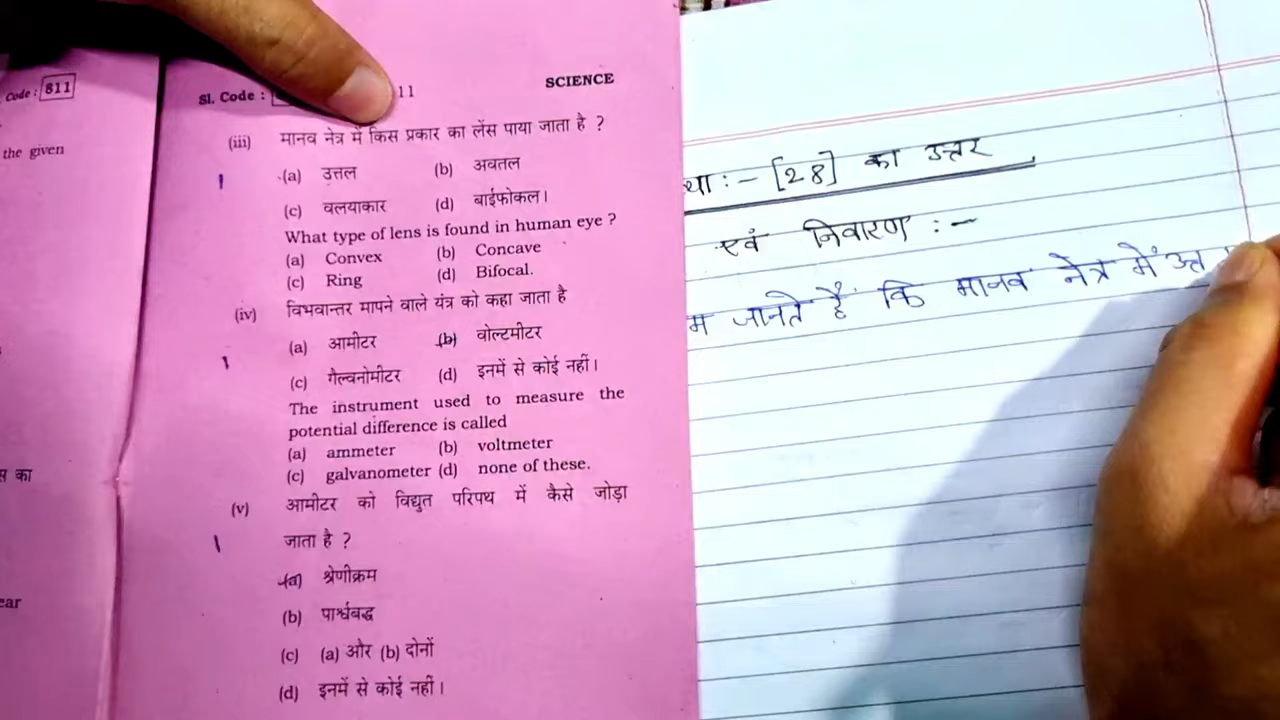 Code : 811
the given
स का
ear
Sl. Code :
11
SCIENCE
(iii) मानव नेत्र में किस प्रकार का लेंस पाया जाता है ?
(a) उत्तल (b) अवतल
(c) वलयाकार (d) बाईफोकल।
What type of lens is found in human eye ?
(a) Convex (b) Concave
(c) Ring (d) Bifocal.
(iv) विभवान्तर मापने वाले यंत्र को कहा जाता है
(a) आमीटर (b) वोल्टमीटर
(c) गैल्वनोमीटर (d) इनमें से कोई नहीं।
The instrument used to measure the
potential difference is called
(a) ammeter (b) voltmeter
(c) galvanometer (d) none of these.
(v) आमीटर को विद्युत परिपथ में कैसे जोड़ा
जाता है ?
(a) श्रेणीक्रम
(b) पार्श्वबद्ध
(c) (a) और (b) दोनों
(d) इनमें से कोई नहीं।
था :- [28] का उत्तर
एवं निवारण :-
म जानते हैं कि मानव नेत्र में उत्त